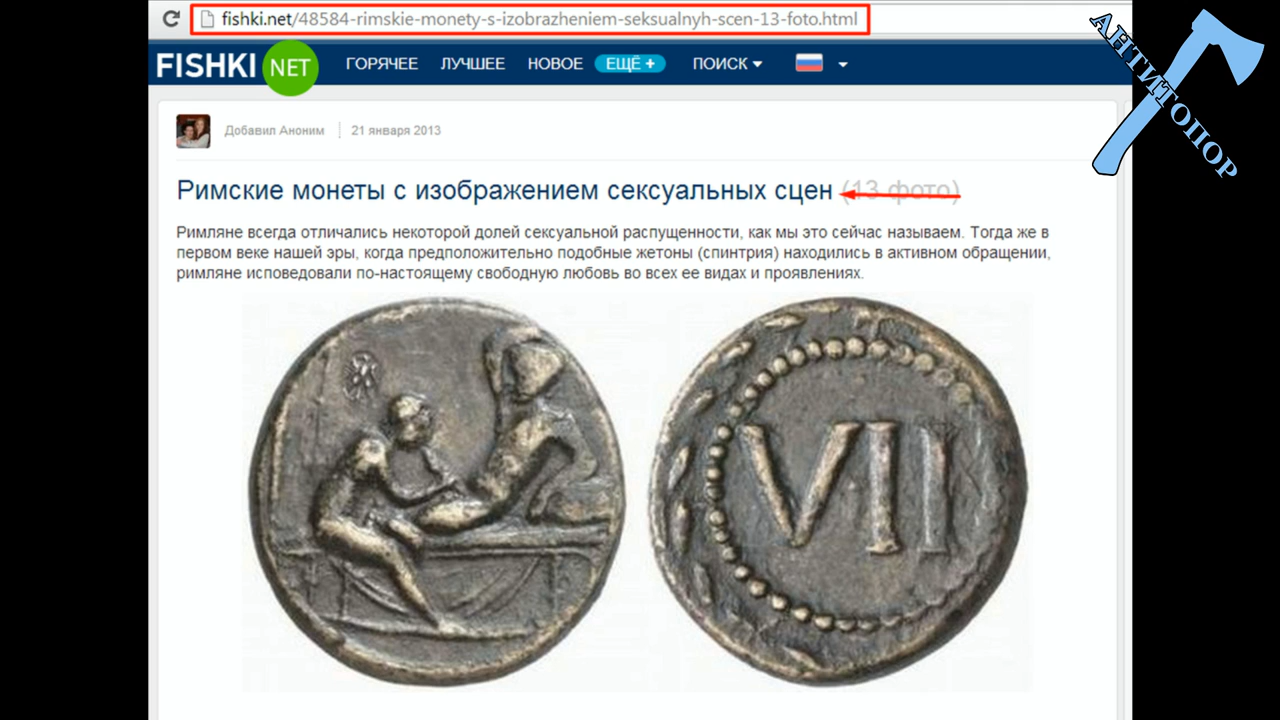 fishki.net/48584-rimskie-monety-s-izobrazheniem-seksualnyh-scen-13-foto.html
FISHKI NET ГОРЯЧЕЕ ЛУЧШЕЕ НОВОЕ ЕЩЁ + ПОИСК
АНТИТОПОР
Добавил Аноним 21 января 2013
Римские монеты с изображением сексуальных сцен (13 фото)
Римляне всегда отличались некоторой долей сексуальной распущенности, как мы это сейчас называем. Тогда же в
первом веке нашей эры, когда предположительно подобные жетоны (спинтрия) находились в активном обращении,
римляне исповедовали по-настоящему свободную любовь во всех ее видах и проявлениях.
VII